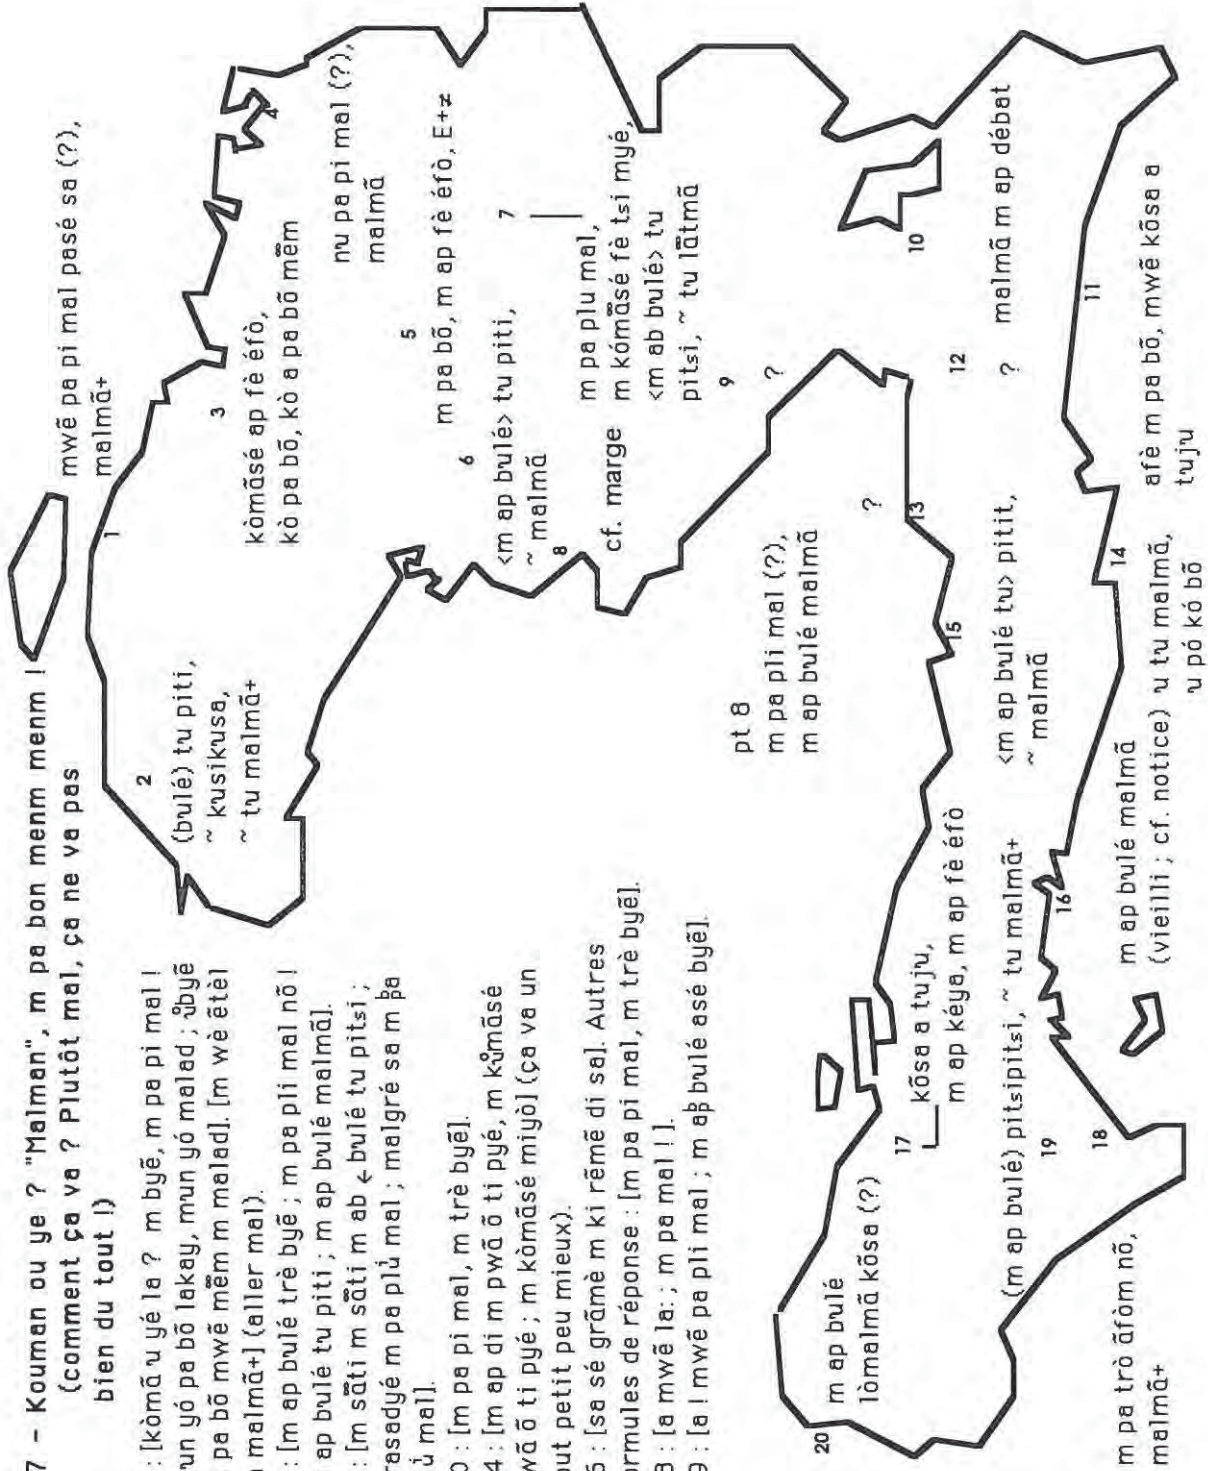 7 - Kouman ou ye ? "Malman", m pa bon menm !
(comment ça va ? Plutôt mal, ça ne va pas
bien du tout !)
: [kòmã u yé la ? m byẽ, m pa pi mal !
run yó pa bõ lakay, mun yó malad ; ůbyẽ
pa bõ mwẽ mẽm m malad]. [m wè ẽtèl
malmã+] (aller mal).
: [m ap bulé trè byẽ ; m pa pli mal nõ !
ap bulé tu piti ; m ap bulé malmã].
: [m sãti m sãti m ab ← bulé tu pitsi ;
rasadyé m pa plu̇ mal ; malgré sa m pa
u̇ mal].
0 : [m pa pi mal, m trè byẽ].
4 : [m ap di m pwã õ ti pyé, m ku̇mãsé
wã õ ti pyé ; m kòmãsé miyòl] (ça va un
out petit peu mieux).
6 : [sa sé grãmè m ki rẽmẽ di sa]. Autres
ormules de réponse : [m pa pi mal, m trè byẽ].
8 : [a mwẽ la: ; m pa mal !].
9 : [a ! mwẽ pa pli mal ; m ap bulé asé byẽ].
mwẽ pa pi mal pasé sa (?),
malmã+
1
2
(bulé) tu piti,
~ kusikusa,
~ tu malmã+
3
kòmãsé ap fè éfò,
kò pa bõ, kò a pa bõ mẽm
4
nu pa pi mal (?),
malmã
5
m pa bõ, m ap fè éfò, E+≠
6
<m ap bulé> tu piti,
~ malmã
7
m pa plu mal,
m kómãsé fè tsi myé,
<m ab bulé> tu
pitsi, ~ tu lãtmã
8
cf. marge
9
?
pt 8
m pa pli mal (?),
m ap bulé malmã
10
malmã m ap débat
11
afè m pa bõ, mwẽ kõsa a
tuju
12
?
13
?
<m ap bulé tu> pitit,
~ malmã
14
u tu malmã,
u pó kó bõ
15
(m ap bulé) pitsipitsi, ~ tu malmã+
16
m ap bulé malmã
(vieilli ; cf. notice)
17
kõsa a tuju,
m ap kéya, m ap fè éfò
18
19
m pa trò ãfòm nõ,
malmã+
20
m ap bulé
lòmalmã kõsa (?)